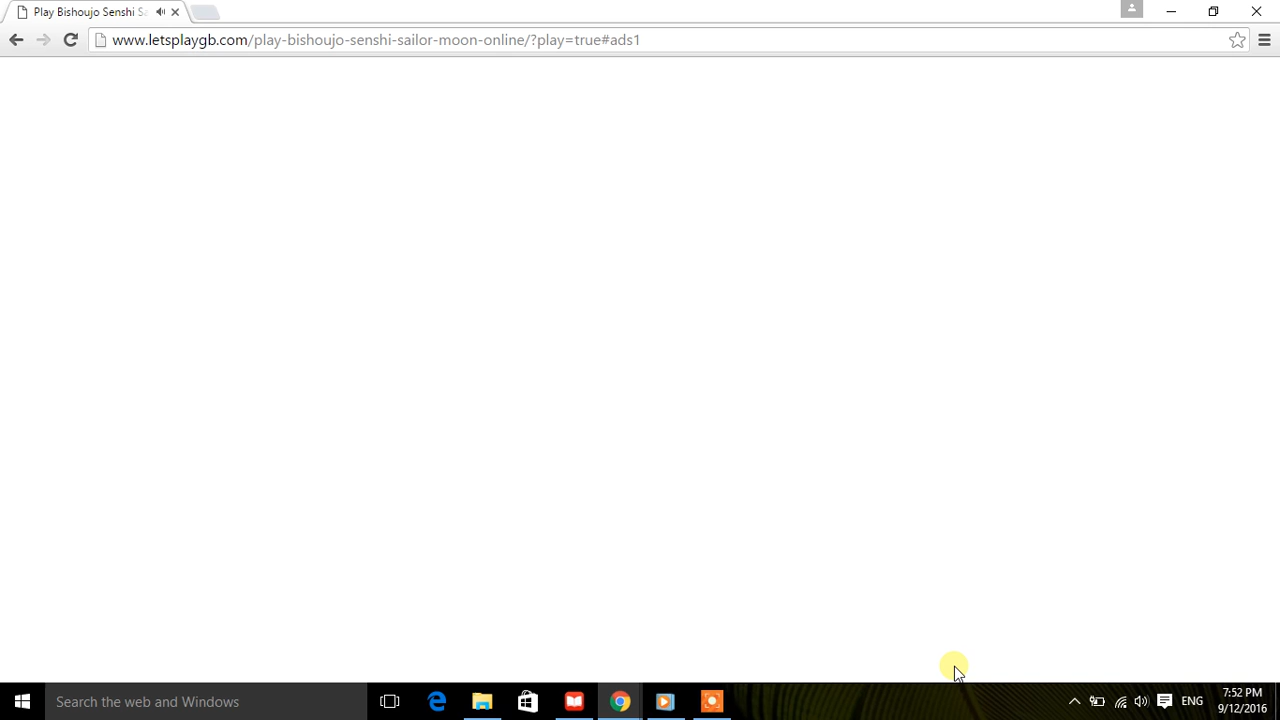 Play Bishoujo Senshi Sa
www.letsplaygb.com/play-bishoujo-senshi-sailor-moon-online/?play=true#ads1
Search the web and Windows
ENG
7:52 PM
9/12/2016